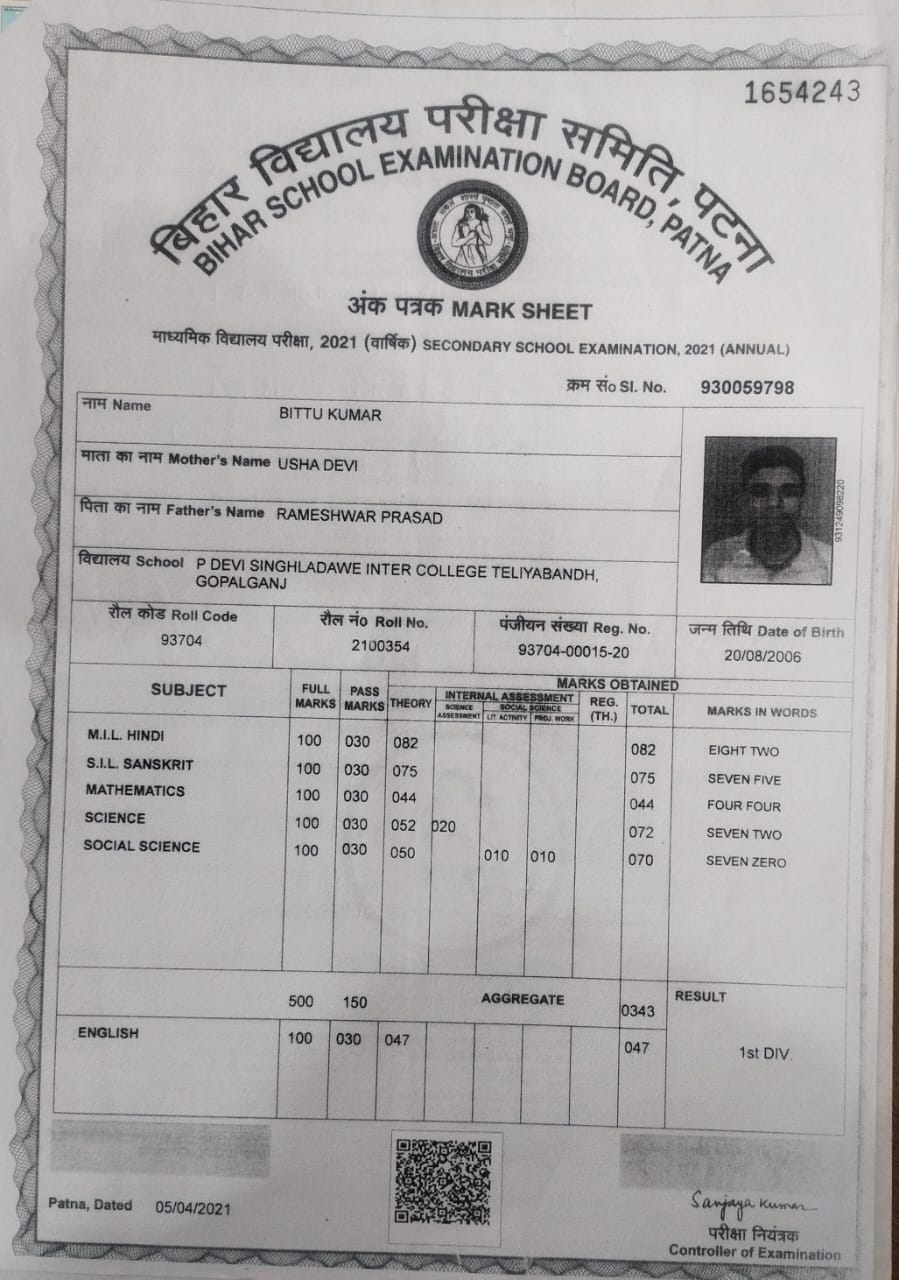 1654243
बिहार विद्यालय परीक्षा समिति, पटना
BIHAR SCHOOL EXAMINATION BOARD, PATNA
अंक पत्रक MARK SHEET
माध्यमिक विद्यालय परीक्षा, 2021 (वार्षिक) SECONDARY SCHOOL EXAMINATION, 2021 (ANNUAL)
क्रम सं० Sl. No. 930059798
नाम Name BITTU KUMAR
माता का नाम Mother's Name USHA DEVI
पिता का नाम Father's Name RAMESHWAR PRASAD
विद्यालय School P DEVI SINGHLADAWE INTER COLLEGE TELIYABANDH,
GOPALGANJ
931249098220
रौल कोड Roll Code रौल नं० Roll No. पंजीयन संख्या Reg. No. जन्म तिथि Date of Birth
93704 2100354 93704-00015-20 20/08/2006
SUBJECT FULL MARKS PASS MARKS MARKS OBTAINED
THEORY INTERNAL ASSESSMENT REG. (TH.) TOTAL MARKS IN WORDS
SCIENCE ASSESSMENT SOCIAL SCIENCE
LIT. ACTIVITY PROJ. WORK
M.I.L. HINDI 100 030 082 082 EIGHT TWO
S.I.L. SANSKRIT 100 030 075 075 SEVEN FIVE
MATHEMATICS 100 030 044 044 FOUR FOUR
SCIENCE 100 030 052 020 072 SEVEN TWO
SOCIAL SCIENCE 100 030 050 010 010 070 SEVEN ZERO
500 150 AGGREGATE 0343 RESULT
ENGLISH 100 030 047 047 1st DIV.
Patna, Dated 05/04/2021
Sanjaya Kumar
परीक्षा नियंत्रक
Controller of Examination